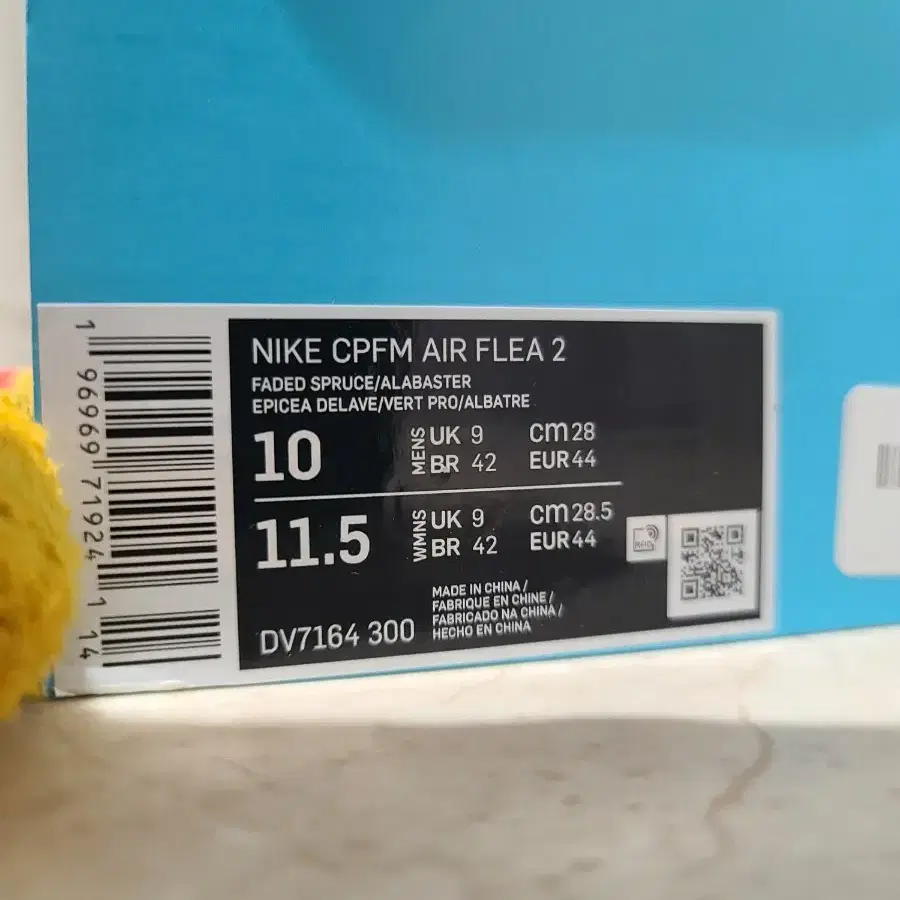 NIKE CPFM AIR FLEA 2
FADED SPRUCE/ALABASTER
EPICEA DELAVE/VERT PRO/ALBATRE
10 MENS UK 9 cm 28
BR 42 EUR 44
11.5 WMNS UK 9 cm 28.5
BR 42 EUR 44
RFID
DV7164 300
MADE IN CHINA /
FABRIQUE EN CHINE /
FABRICADO NA CHINA /
HECHO EN CHINA
1 96969 71924 1 14